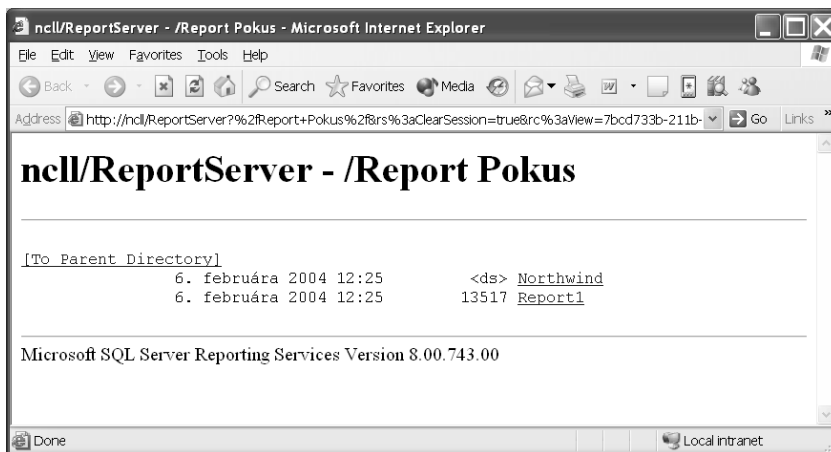 ncll/ReportServer - /Report Pokus - Microsoft Internet Explorer
File Edit View Favorites Tools Help
Back Search Favorites Media
Address http://ncll/ReportServer?%2fReport+Pokus%2f&rs%3aClearSession=true&rc%3aView=7bcd733b-211b- Go Links »
ncll/ReportServer - /Report Pokus
[To Parent Directory]
6. februára 2004 12:25 <ds> Northwind
6. februára 2004 12:25 13517 Report1
Microsoft SQL Server Reporting Services Version 8.00.743.00
Done Local intranet